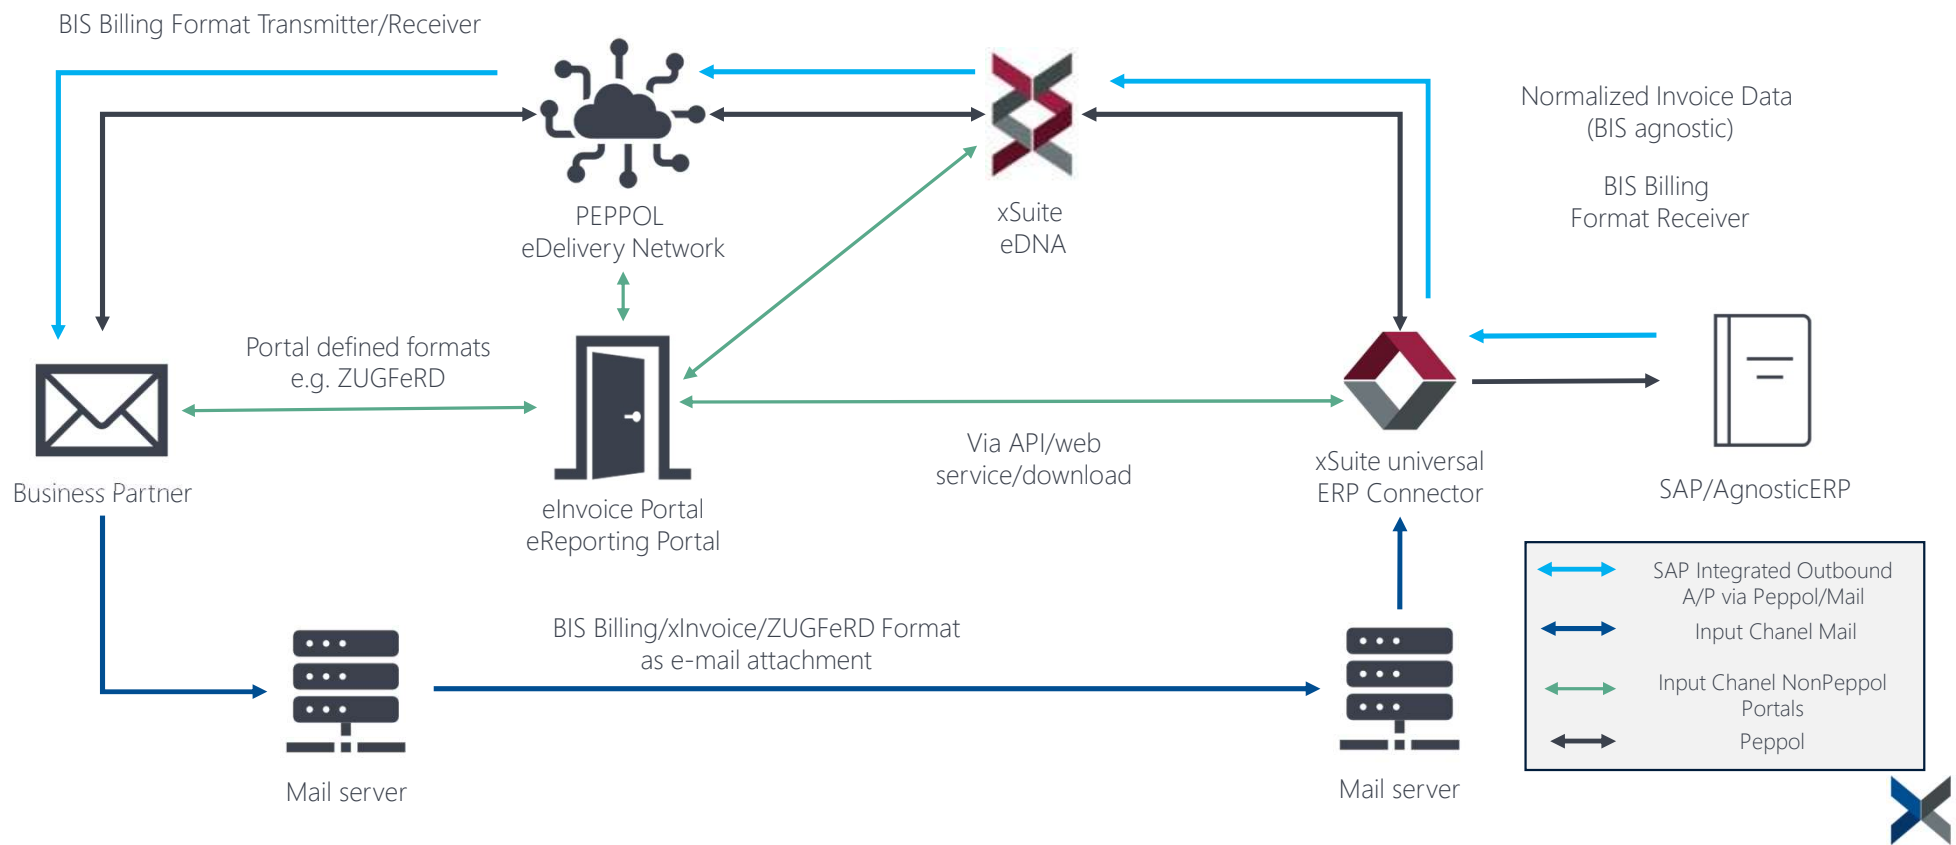 BIS Billing Format Transmitter/Receiver
Normalized Invoice Data
(BIS agnostic)
BIS Billing
Format Receiver
PEPPOL
eDelivery Network
xSuite
eDNA
Portal defined formats
e.g. ZUGFeRD
Via API/web
service/download
Business Partner
eInvoice Portal
eReporting Portal
xSuite universal
ERP Connector
SAP/AgnosticERP
SAP Integrated Outbound
A/P via Peppol/Mail
Input Chanel Mail
Input Chanel NonPeppol
Portals
Peppol
BIS Billing/xInvoice/ZUGFeRD Format
as e-mail attachment
Mail server
Mail server